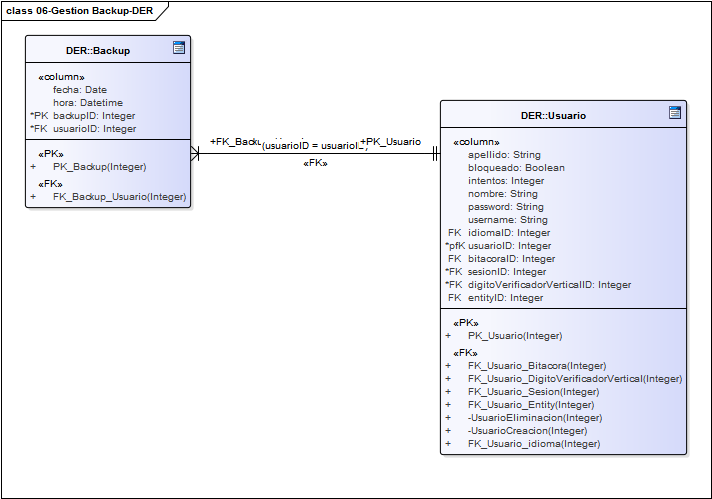 class 06-Gestion Backup-DER
DER::Backup
«column»
fecha: Date
hora: Datetime
*PK backupID: Integer
*FK usuarioID: Integer
«PK»
+ PK_Backup(Integer)
«FK»
+ FK_Backup_Usuario(Integer)
+FK_Backu
+PK_Usuario
(usuarioID = usuarioID)
«FK»
DER::Usuario
«column»
apellido: String
bloqueado: Boolean
intentos: Integer
nombre: String
password: String
username: String
FK idiomaID: Integer
*pfK usuarioID: Integer
FK bitacoraID: Integer
*FK sesionID: Integer
*FK digitoVerificadorVerticalID: Integer
FK entityID: Integer
«PK»
+ PK_Usuario(Integer)
«FK»
+ FK_Usuario_Bitacora(Integer)
+ FK_Usuario_DigitoVerificadorVertical(Integer)
+ FK_Usuario_Sesion(Integer)
+ FK_Usuario_Entity(Integer)
+ -UsuarioEliminacion(Integer)
+ -UsuarioCreacion(Integer)
+ FK_Usuario_idioma(Integer)